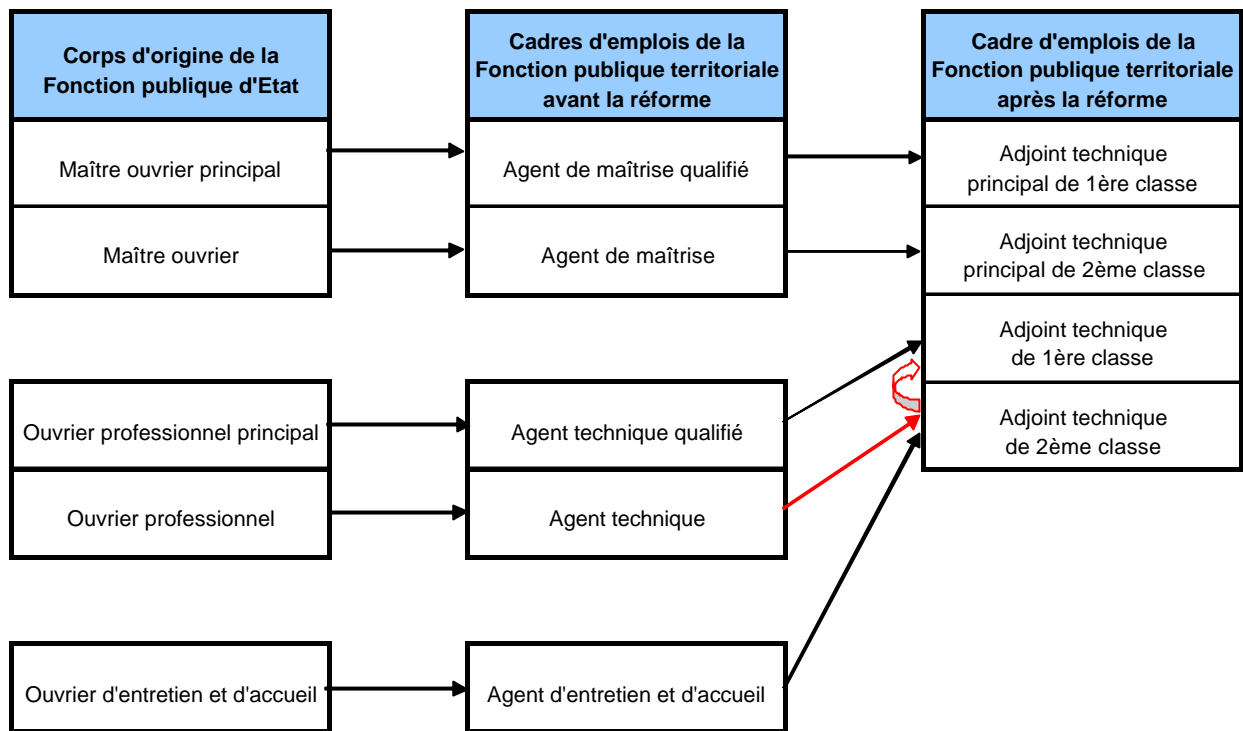 Corps d'origine de la
Fonction publique d'Etat
Cadres d'emplois de la
Fonction publique territoriale
avant la réforme
Cadre d'emplois de la
Fonction publique territoriale
après la réforme
Maître ouvrier principal
Agent de maîtrise qualifié
Adjoint technique
principal de 1ère classe
Maître ouvrier
Agent de maîtrise
Adjoint technique
principal de 2ème classe
Adjoint technique
de 1ère classe
Ouvrier professionnel principal
Agent technique qualifié
Adjoint technique
de 2ème classe
Ouvrier professionnel
Agent technique
Ouvrier d'entretien et d'accueil
Agent d'entretien et d'accueil